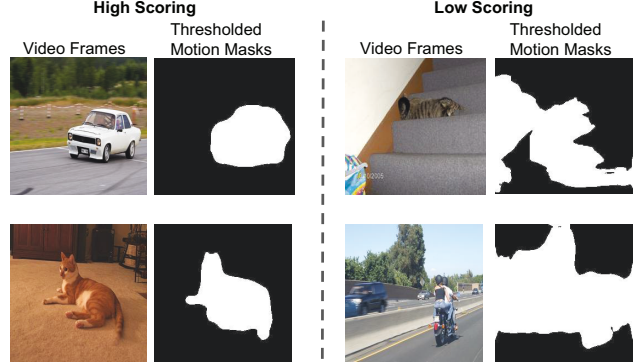 High Scoring
Low Scoring
Video Frames
Thresholded
Motion Masks
Video Frames
Thresholded
Motion Masks